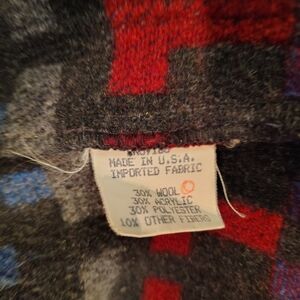 MADE IN U.S.A.
IMPORTED FABRIC
30% WOOL
30% ACRYLIC
30% POLYESTER
10% OTHER FIBERS